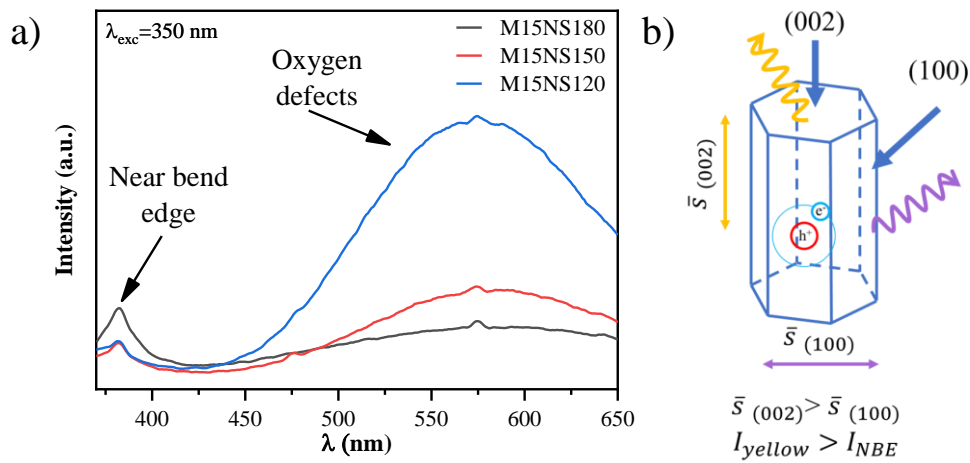 a)
λexc=350 nm
M15NS180
M15NS150
M15NS120
Oxygen
defects
Near bend
edge
Intensity (a.u.)
400 450 500 550 600 650
λ (nm)
b)
(002)
(100)
s̄ (002)
e-
h+
s̄ (100)
s̄ (002)> s̄ (100)
Iyellow > INBE